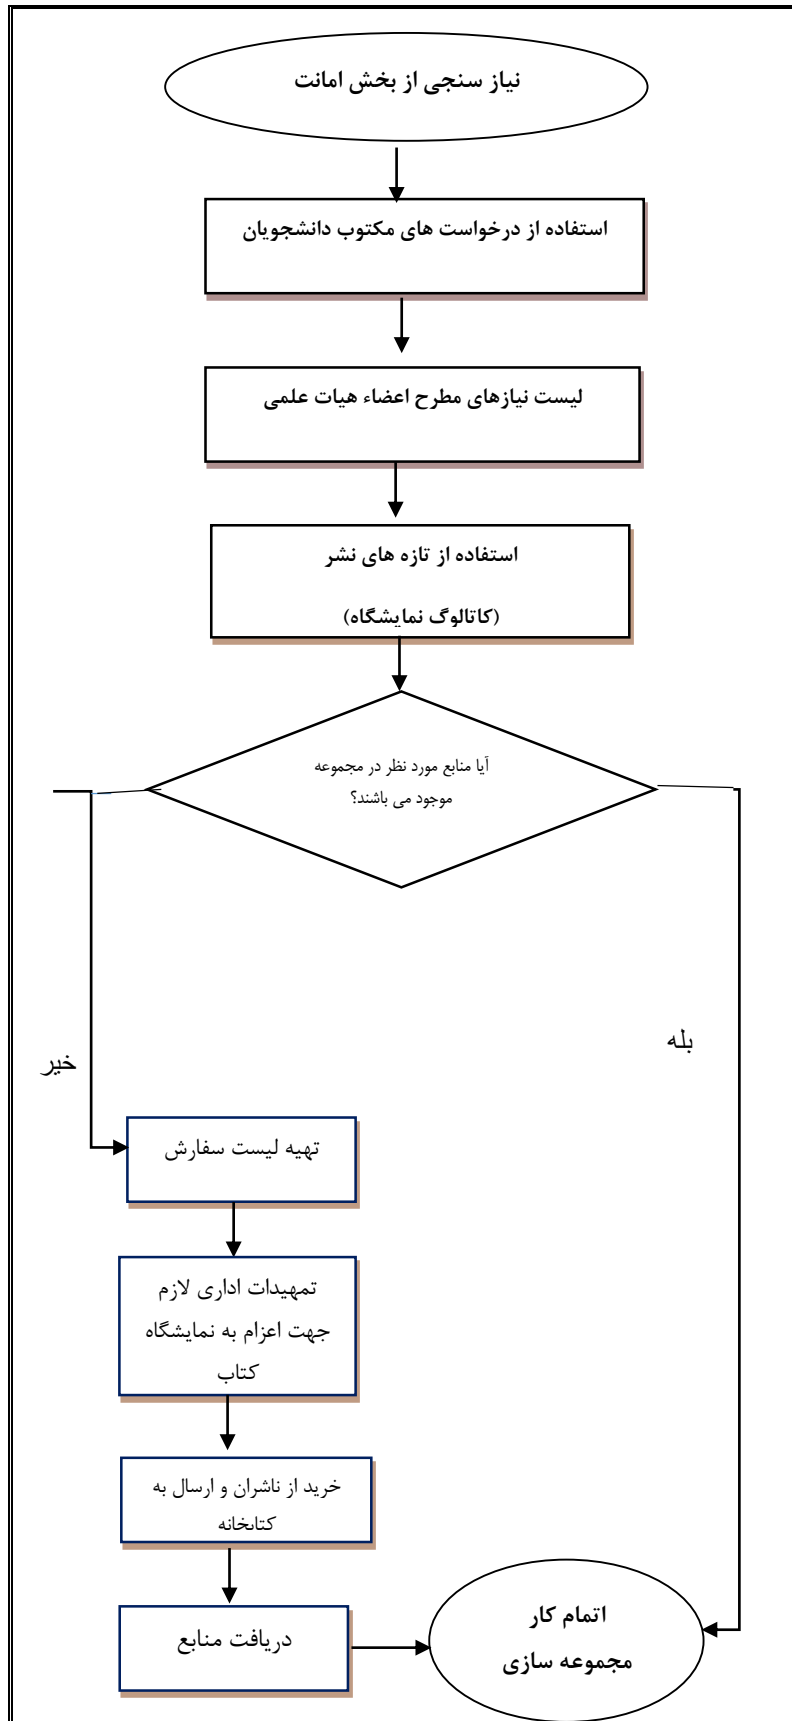 نیاز سنجی از بخش امانت
استفاده از درخواست های مکتوب دانشجویان
لیست نیازهای مطرح اعضاء هیات علمی
استفاده از تازه های نشر
(کاتالوگ نمایشگاه)
آیا منابع مورد نظر در مجموعه
موجود می باشند؟
بله
خیر
تهیه لیست سفارش
تمهیدات اداری لازم
جهت اعزام به نمایشگاه
کتاب
خرید از ناشران و ارسال به
کتابخانه
دریافت منابع
اتمام کار
مجموعه سازی